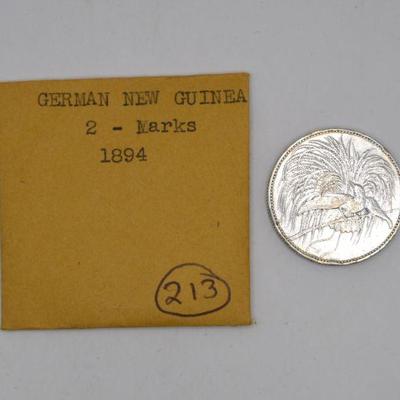 GERMAN NEW GUINEA
2 - Marks
1894
213